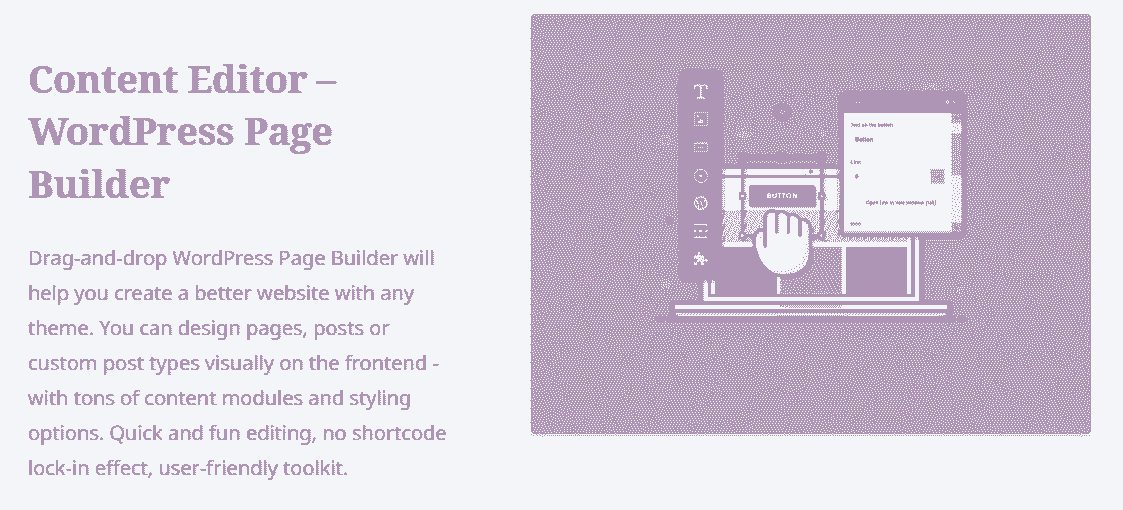 Content Editor –
WordPress Page
Builder
Drag-and-drop WordPress Page Builder will
help you create a better website with any
theme. You can design pages, posts or
custom post types visually on the frontend -
with tons of content modules and styling
options. Quick and fun editing, no shortcode
lock-in effect, user-friendly toolkit.
T
BUTTON
Text on the button
Button
Link
Open link in new window (tab)